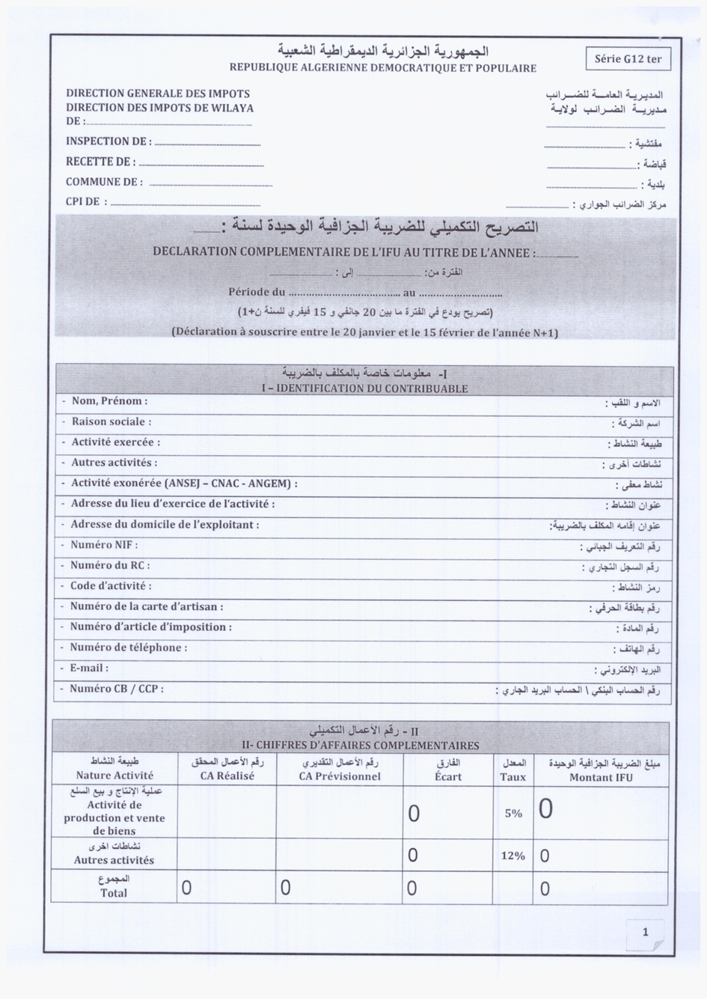 الجمهورية الجزائرية الديمقراطية الشعبية
REPUBLIQUE ALGERIENNE DEMOCRATIQUE ET POPULAIRE
Série G12 ter
DIRECTION GENERALE DES IMPOTS
DIRECTION DES IMPOTS DE WILAYA
DE :
INSPECTION DE :
RECETTE DE :
COMMUNE DE :
CPI DE :
المديرية العامة للضرائب
مديرية الضرائب لولاية
مفتشية :
قباضة :
بلدية :
مركز الضرائب الجواري :
التصريح التكميلي للضريبة الجزافية الوحيدة لسنة :
DECLARATION COMPLEMENTAIRE DE L'IFU AU TITRE DE L'ANNEE :
الفترة من: إلى :
Période du ........................................ au ..............................
(تصريح يودع في الفترة ما بين 20 جانفي و 15 فيفري للسنة ن+1)
(Déclaration à souscrire entre le 20 janvier et le 15 février de l'année N+1)
I- معلومات خاصة بالمكلف بالضريبة
I – IDENTIFICATION DU CONTRIBUABLE
- Nom, Prénom : الاسم و اللقب :
- Raison sociale : اسم الشركة :
- Activité exercée : طبيعة النشاط :
- Autres activités : نشاطات أخرى :
- Activité exonérée (ANSEJ – CNAC - ANGEM) : نشاط معفى :
- Adresse du lieu d'exercice de l'activité : عنوان النشاط :
- Adresse du domicile de l'exploitant : عنوان إقامه المكلف بالضريبة:
- Numéro NIF : رقم التعريف الجبائي :
- Numéro du RC : رقم السجل التجاري :
- Code d'activité : رمز النشاط :
- Numéro de la carte d'artisan : رقم بطاقة الحرفي :
- Numéro d'article d'imposition : رقم المادة :
- Numéro de téléphone : رقم الهاتف :
- E-mail : البريد الإلكتروني :
- Numéro CB / CCP : رقم الحساب البنكي \ الحساب البريد الجاري :
II - رقم الأعمال التكميلي
II- CHIFFRES D'AFFAIRES COMPLEMENTAIRES
طبيعة النشاط رقم الأعمال المحقق رقم الأعمال التقديري الفارق المعدل مبلغ الضريبة الجزافية الوحيدة
Nature Activité CA Réalisé CA Prévisionnel Écart Taux Montant IFU
عملية الإنتاج و بيع السلع
Activité de
production et vente
de biens
0 5% 0
نشاطات اخرى
Autres activités
0 12% 0
المجموع
Total
0 0 0 0
1